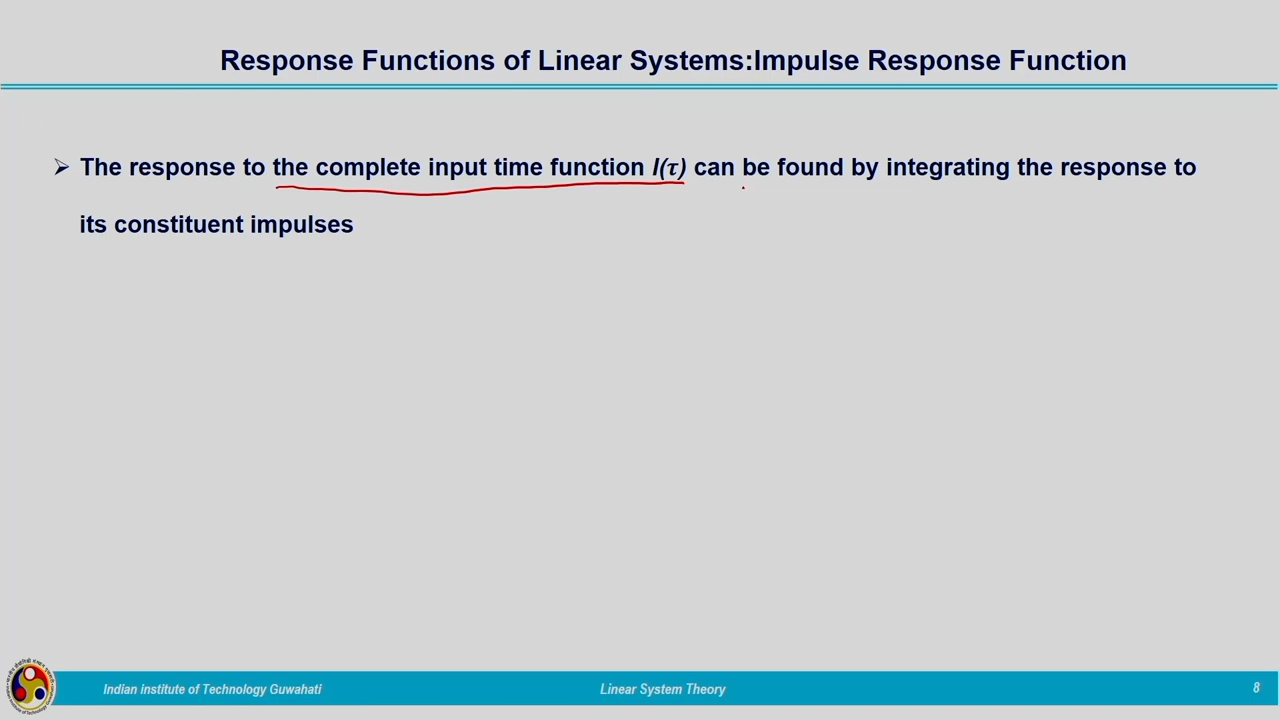 Response Functions of Linear Systems:Impulse Response Function
➢ The response to the complete input time function I(τ) can be found by integrating the response to
its constituent impulses
Indian institute of Technology Guwahati
Linear System Theory
8